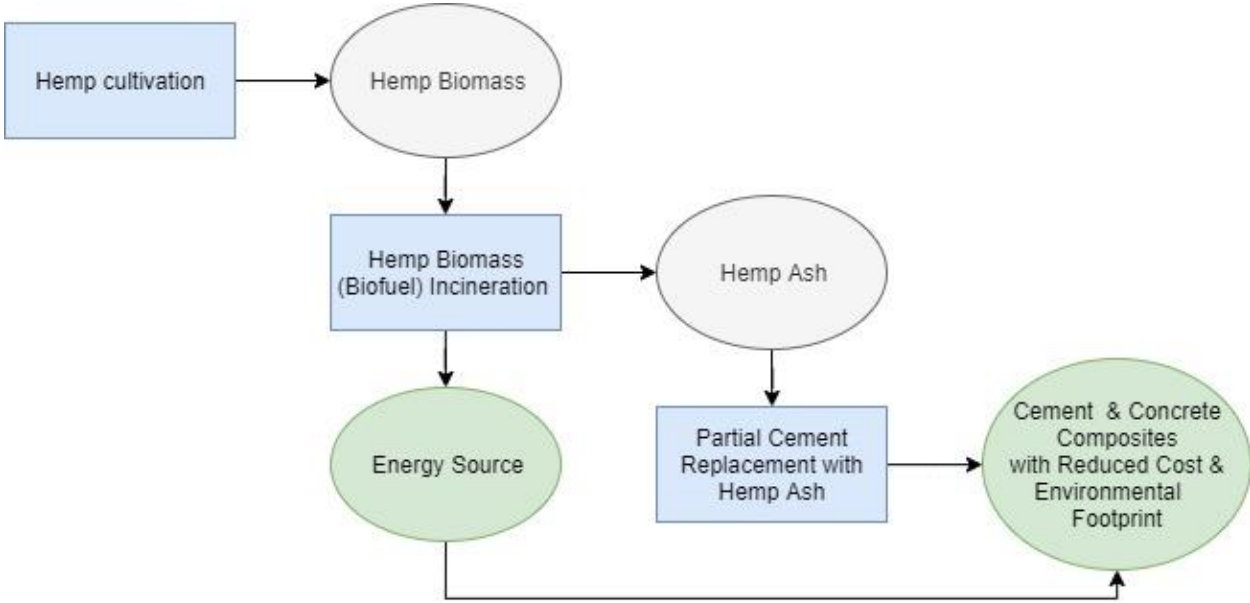 Hemp cultivation
Hemp Biomass
Hemp Biomass
(Biofuel) Incineration
Hemp Ash
Energy Source
Partial Cement
Replacement with
Hemp Ash
Cement & Concrete
Composites
with Reduced Cost &
Environmental
Footprint